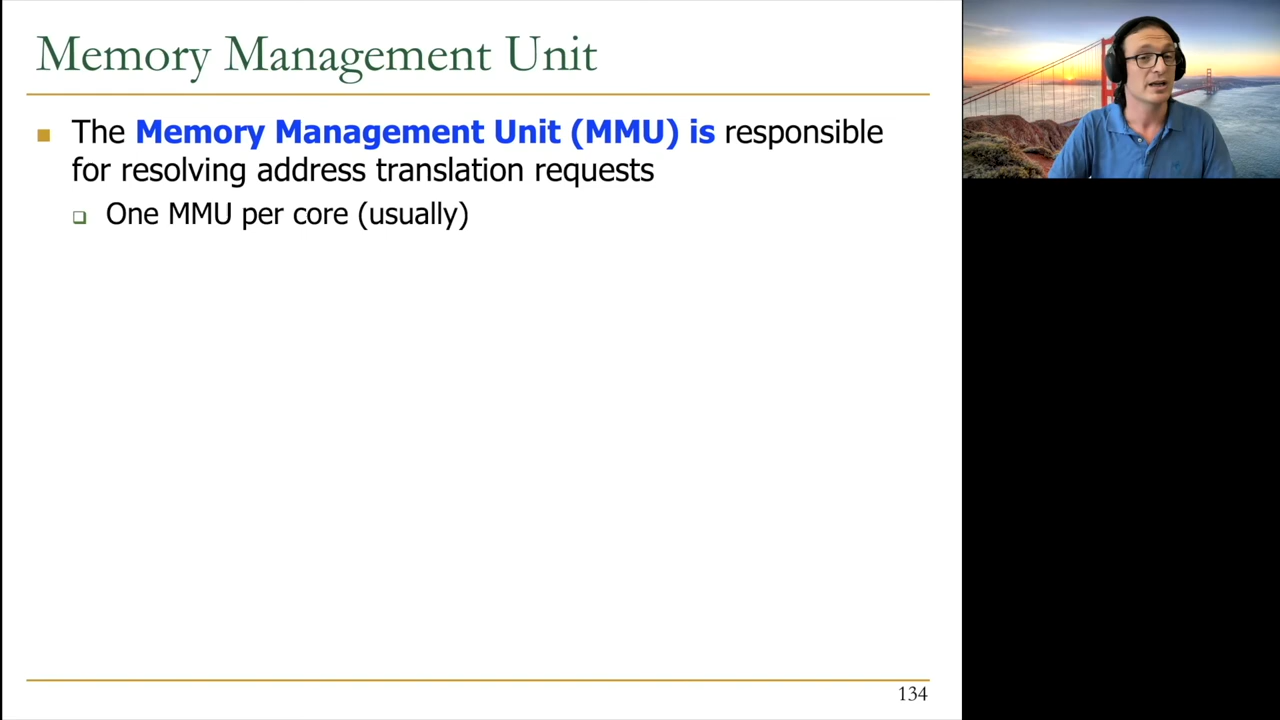 Memory Management Unit
The Memory Management Unit (MMU) is responsible
for resolving address translation requests
One MMU per core (usually)
134